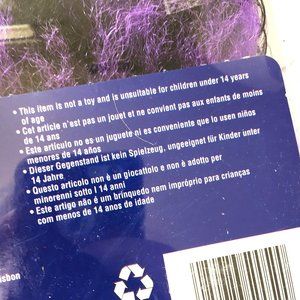 • This item is not a toy and is unsuitable for children under 14 years
of age
• Cet article n'est pas un jouet et ne convient pas aux enfants de moins
de 14 ans
• Este artículo no es un juguete ni es conveniente que lo usen niños
menores de 14 años
• Dieser Gegenstand ist kein Spielzeug, ungeeignet für Kinder unter
14 Jahre
• Questo articolo non è un giocattolo e non è adotto per
minorenni sotto i 14 anni
• Este artigo não é um brinquedo nem impróprio para crianças
com menos de 14 anos de idade